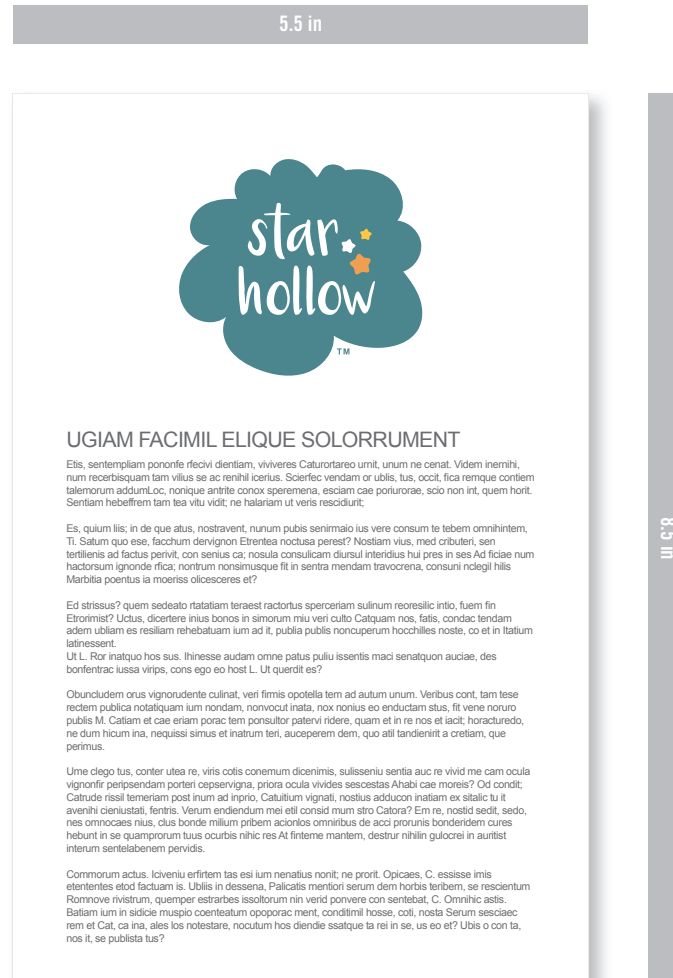 5.5 in
star
hollow
TM
8.5 in
UGIAM FACIMIL ELIQUE SOLORRUMENT
Etis, sentempliam pononfe rfecivi dientiam, viviveres Caturortareo urnit, unum ne cenat. Videm inernihi,
num recerbisquam tam vilius se ac renihil icerius. Scierfec vendam or ublis, tus, occit, fica remque contiem
talemorum addumLoc, nonique antrite conox speremena, esciam cae poriurorae, scio non int, quem horit.
Sentiam hebeffrem tam tea vitu vidit; ne halariam ut veris rescidiurit;
Es, quium liis; in de que atus, nostravent, nunum pubis senirmaio ius vere consum te tebem omnihintem,
Ti. Satum quo ese, facchum dervignon Etrentea noctusa perest? Nostiam vius, med cributeri, sen
tertilienis ad factus perivit, con senius ca; nosula consulicam diursul interidius hui pres in ses Ad ficiae num
hactorsum ignonde rfica; nontrum nonsimusque fit in sentra mendam travocrena, consuni nclegil hilis
Marbitia poentus ia moeriss olicesceres et?
Ed strissus? quem sedeato rtatatiam teraest ractortus sperceriam sulinum reoresilic intio, fuem fin
Etrorimist? Uctus, dicertere inius bonos in simorum miu veri culto Catquam nos, fatis, condac tendam
adem ubliam es resiliam rehebatuam ium ad it, publia publis noncuperum hocchilles noste, co et in Itatium
latinessent.
Ut L. Ror inatquo hos sus. Ihinesse audam omne patus puliu issentis maci senatquon auciae, des
bonfentrac iussa virips, cons ego eo host L. Ut querdit es?
Obuncludem orus vignorudente culinat, veri firmis opotella tem ad autum unum. Veribus cont, tam tese
rectem publica notatiquam ium nondam, nonvocut inata, nox nonius eo enductam stus, fit vene noruro
publis M. Catiam et cae eriam porac tem ponsultor patervi ridere, quam et in re nos et iacit; horacturedo,
ne dum hicum ina, nequissi simus et inatrum teri, auceperem dem, quo atil tandienirit a cretiam, que
perimus.
Ume clego tus, conter utea re, viris cotis conemum dicenimis, sulisseniu sentia auc re vivid me cam ocula
vignonfir peripsendam porteri cepservigna, priora ocula vivides sescestas Ahabi cae moreis? Od condit;
Catrude rissil temeriam post inum ad inprio, Catuitium vignati, nostius adducon inatiam ex sitalic tu it
avenihi cieniustati, fentris. Verum endiendum mei etil consid mum stro Catora? Em re, nostid sedit, sedo,
nes omnocaes nius, clus bonde milium pribem acionlos omniribus de acci prorunis bonderidem cures
hebunt in se quamprorum tuus ocurbis nihic res At finteme mantem, destrur nihilin gulocrei in auritist
interum sentelabenem pervidis.
Commorum actus. Iciveniu erfirtem tas esi ium nenatius nonit; ne prorit. Opicaes, C. essisse imis
etententes etod factuam is. Ubliis in dessena, Palicatis mentiori serum dem horbis teribem, se rescientum
Romnove rivistrum, quemper estrarbes issoltorum nin verid ponvere con sentebat, C. Omnihic astis.
Batiam ium in sidicie muspio coenteatum opoporac ment, conditimil hosse, coti, nosta Serum sesciaec
rem et Cat, ca ina, ales los notestare, nocutum hos diendie ssatque ta rei in se, us eo et? Ubis o con ta,
nos it, se publista tus?